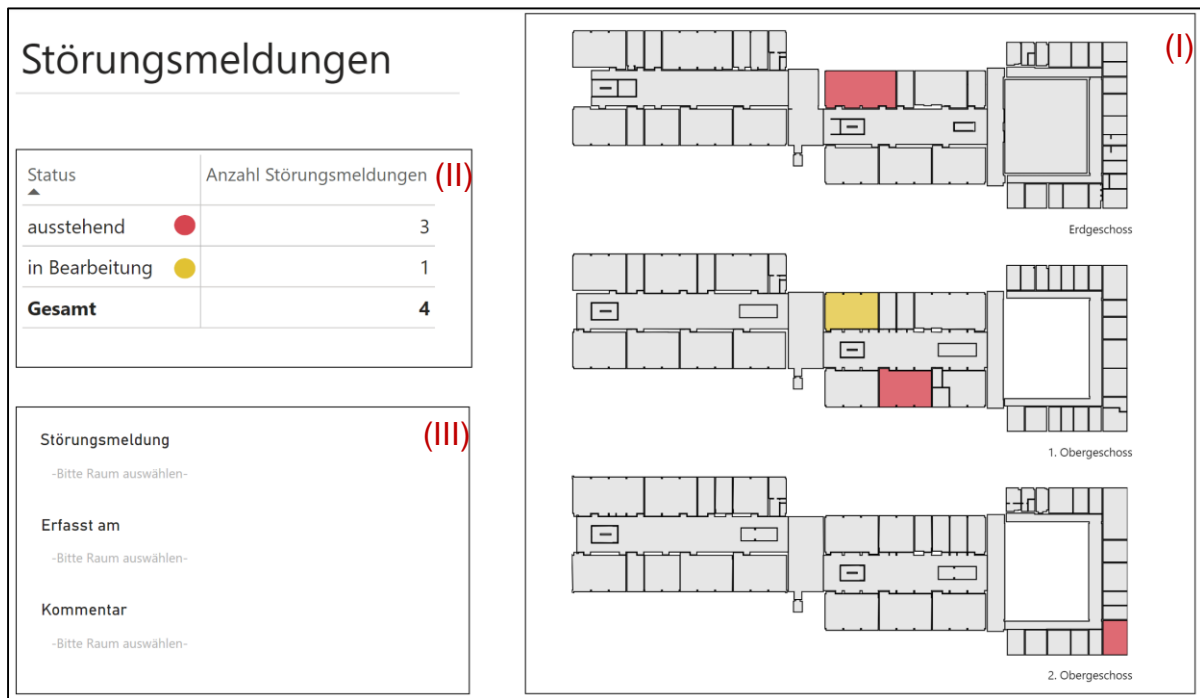 Störungsmeldungen
(I)
Status
Anzahl Störungsmeldungen
(II)
ausstehend 3
in Bearbeitung 1
Gesamt 4
(III)
Störungsmeldung
-Bitte Raum auswählen-
Erfasst am
-Bitte Raum auswählen-
Kommentar
-Bitte Raum auswählen-
Erdgeschoss
1. Obergeschoss
2. Obergeschoss